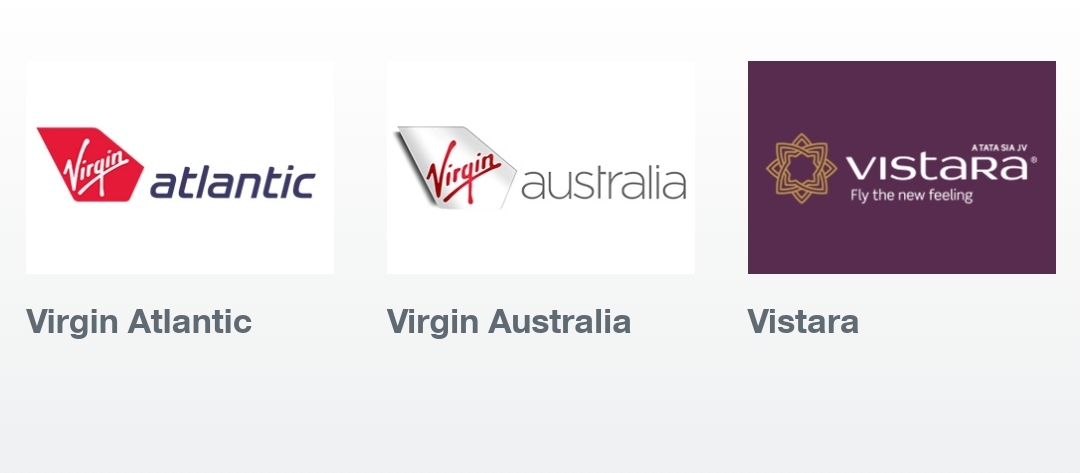 Virgin atlantic
Virgin australia
A TATA SIA JV
VISTARA®
Fly the new feeling
Virgin Atlantic
Virgin Australia
Vistara